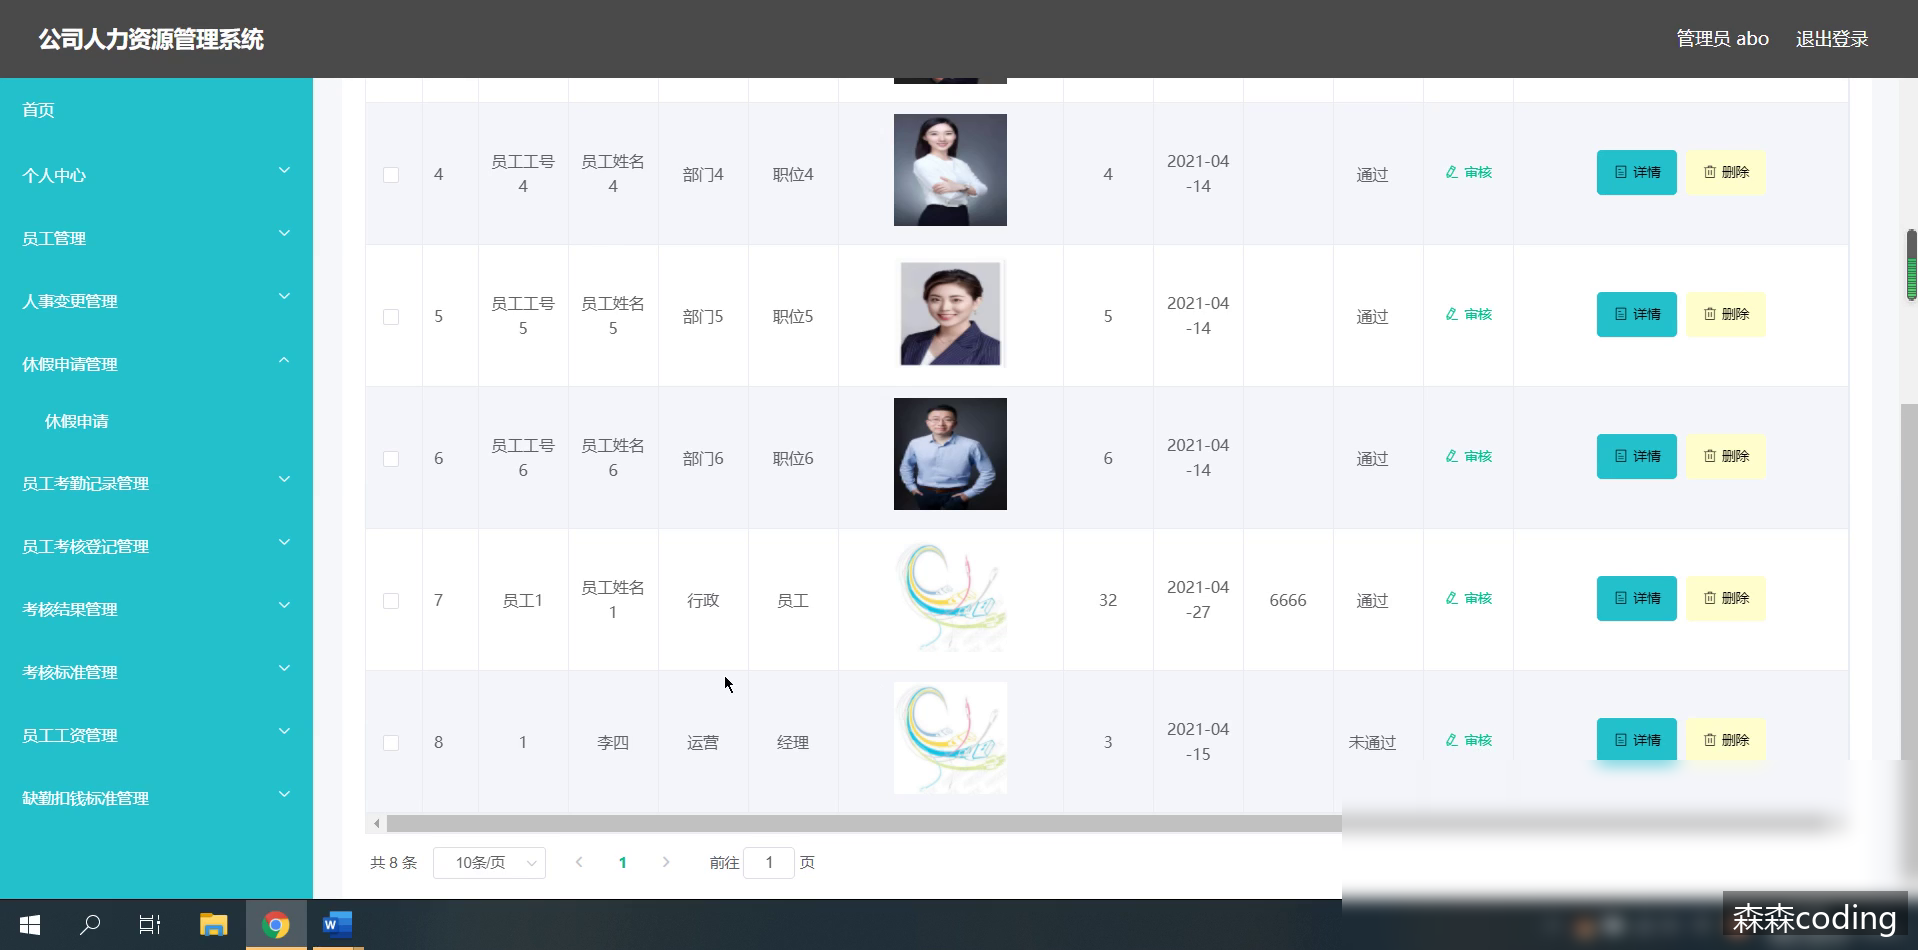 公司人力资源管理系统
管理员 abo 退出登录
首页
个人中心
员工管理
人事变更管理
休假申请管理
休假申请
员工考勤记录管理
员工考核登记管理
考核结果管理
考核标准管理
员工工资管理
缺勤扣钱标准管理
4 员工工号 员工姓名 部门4 职位4 4 2021-04 通过 审核 详情 删除
4 4 -14
5 员工工号 员工姓名 部门5 职位5 5 2021-04 通过 审核 详情 删除
5 5 -14
6 员工工号 员工姓名 部门6 职位6 6 2021-04 通过 审核 详情 删除
6 6 -14
7 员工1 员工姓名 行政 员工 32 2021-04 6666 通过 审核 详情 删除
1 -27
8 1 李四 运营 经理 3 2021-04 未通过 审核 详情 删除
-15
共 8 条 10条/页 1 前往 1 页
森森coding